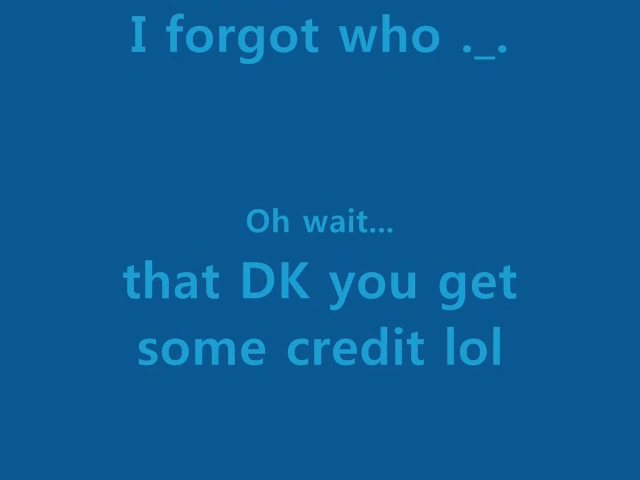 I forgot who ._.
Oh wait...
that DK you get
some credit lol